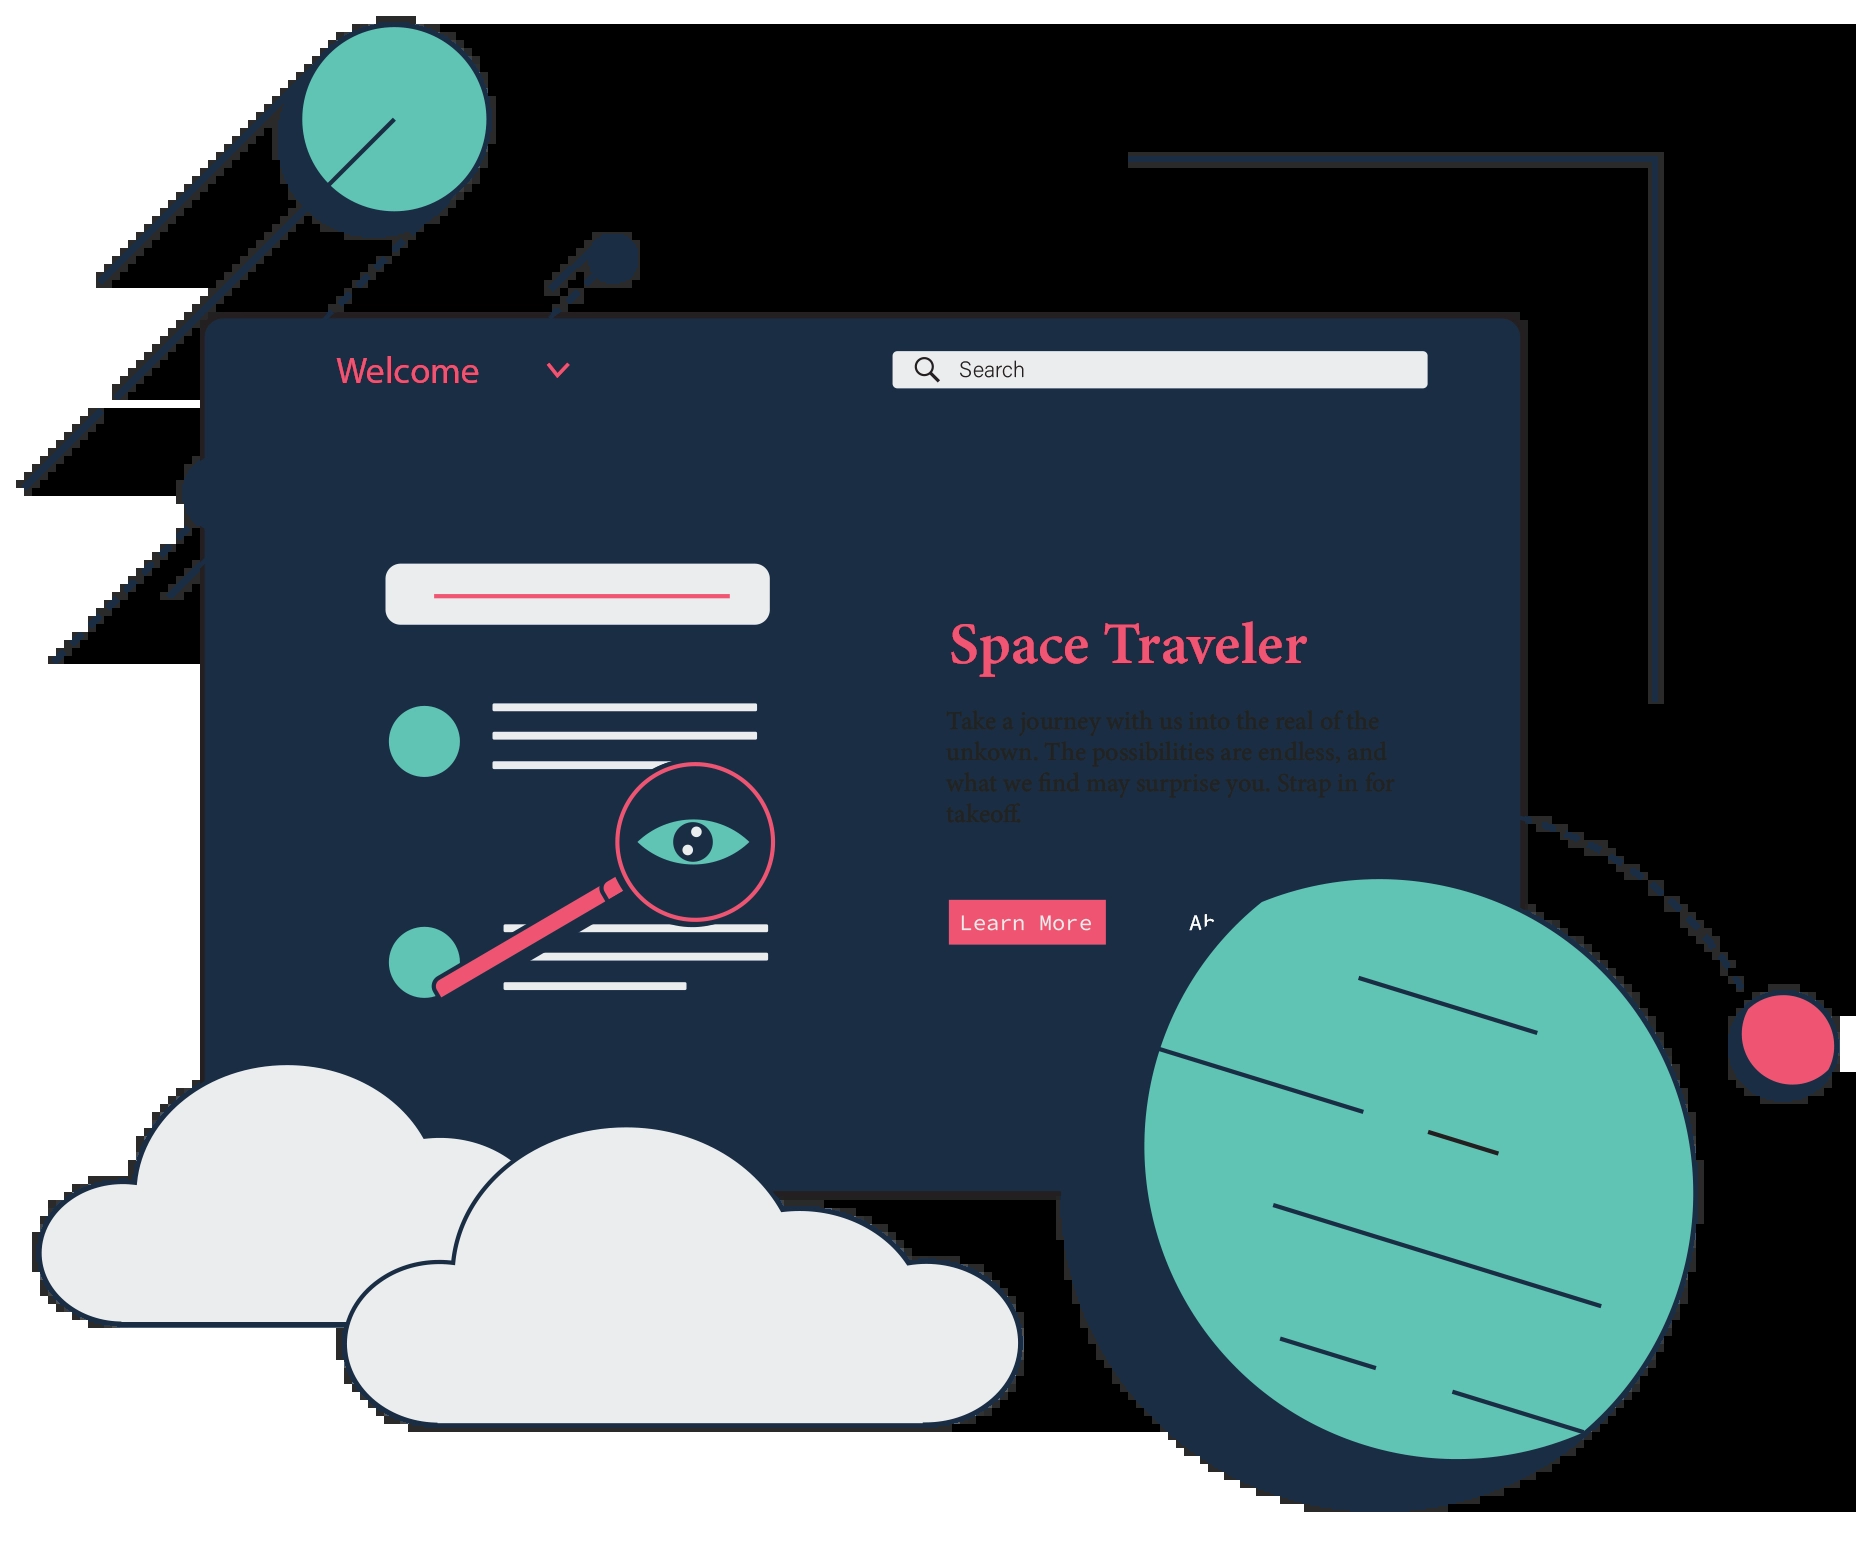 Welcome
Search
Space Traveler
Take a journey with us into the real of the
unkown. The possibilities are endless, and
what we find may surprise you. Strap in for
takeoff.
Learn More